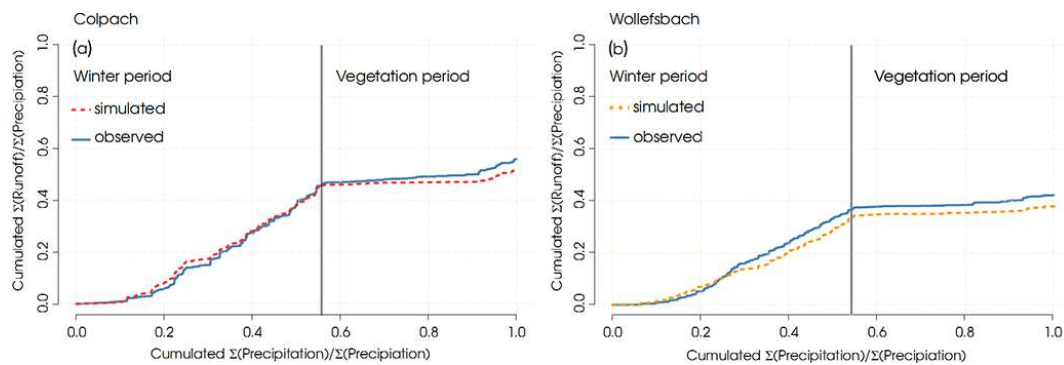 Colpach
(a)
Winter period
Vegetation period
simulated
observed
1.0
0.8
0.6
0.4
0.2
0.0
Cumulated Σ(Runoff)/Σ(Precipiation)
0.0 0.2 0.4 0.6 0.8 1.0
Cumulated Σ(Precipitation)/Σ(Precipiation)
Wollefsbach
(b)
Winter period
Vegetation period
simulated
observed
1.0
0.8
0.6
0.4
0.2
0.0
Cumulated Σ(Runoff)/Σ(Precipitation)
0.0 0.2 0.4 0.6 0.8 1.0
Cumulated Σ(Precipitation)/Σ(Precipiation)